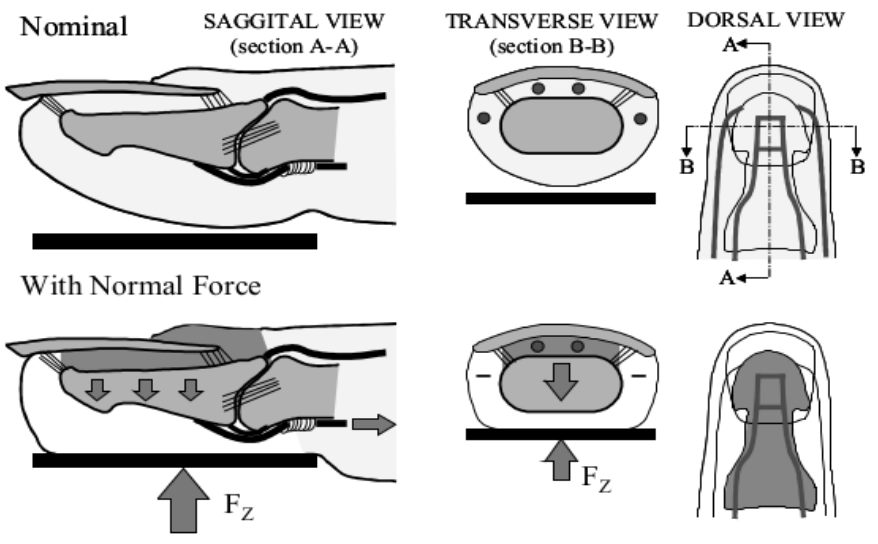 Nominal
SAGGITAL VIEW
(section A-A)
TRANSVERSE VIEW
(section B-B)
DORSAL VIEW
A
B
B
A
With Normal Force
F_Z
F_Z